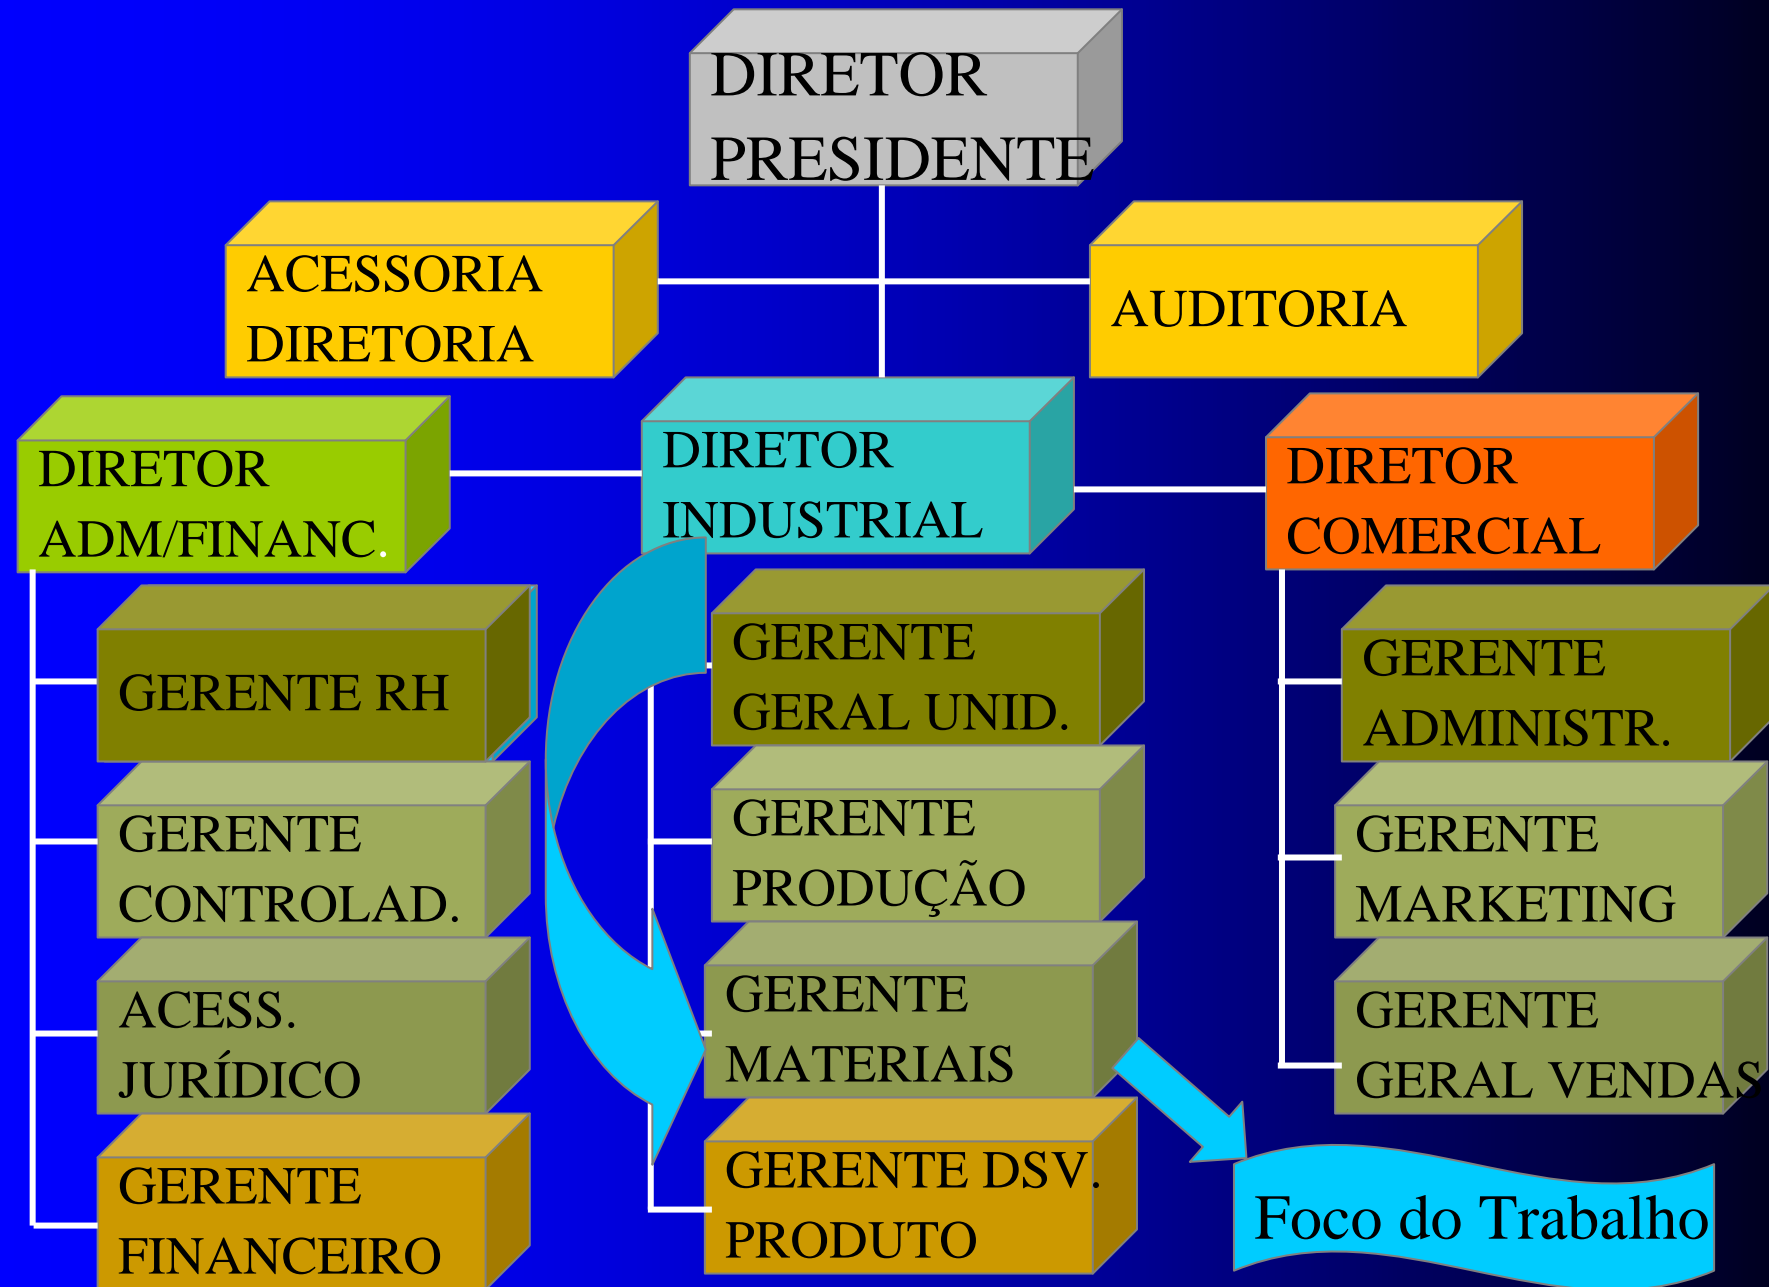 DIRETOR
PRESIDENTE
ACESSORIA
DIRETORIA
AUDITORIA
DIRETOR
ADM/FINANC.
DIRETOR
INDUSTRIAL
DIRETOR
COMERCIAL
GERENTE RH
GERENTE
CONTROLAD.
ACESS.
JURÍDICO
GERENTE
FINANCEIRO
GERENTE
GERAL UNID.
GERENTE
PRODUÇÃO
GERENTE
MATERIAIS
GERENTE DSV.
PRODUTO
GERENTE
ADMINISTR.
GERENTE
MARKETING
GERENTE
GERAL VENDAS
Foco do Trabalho